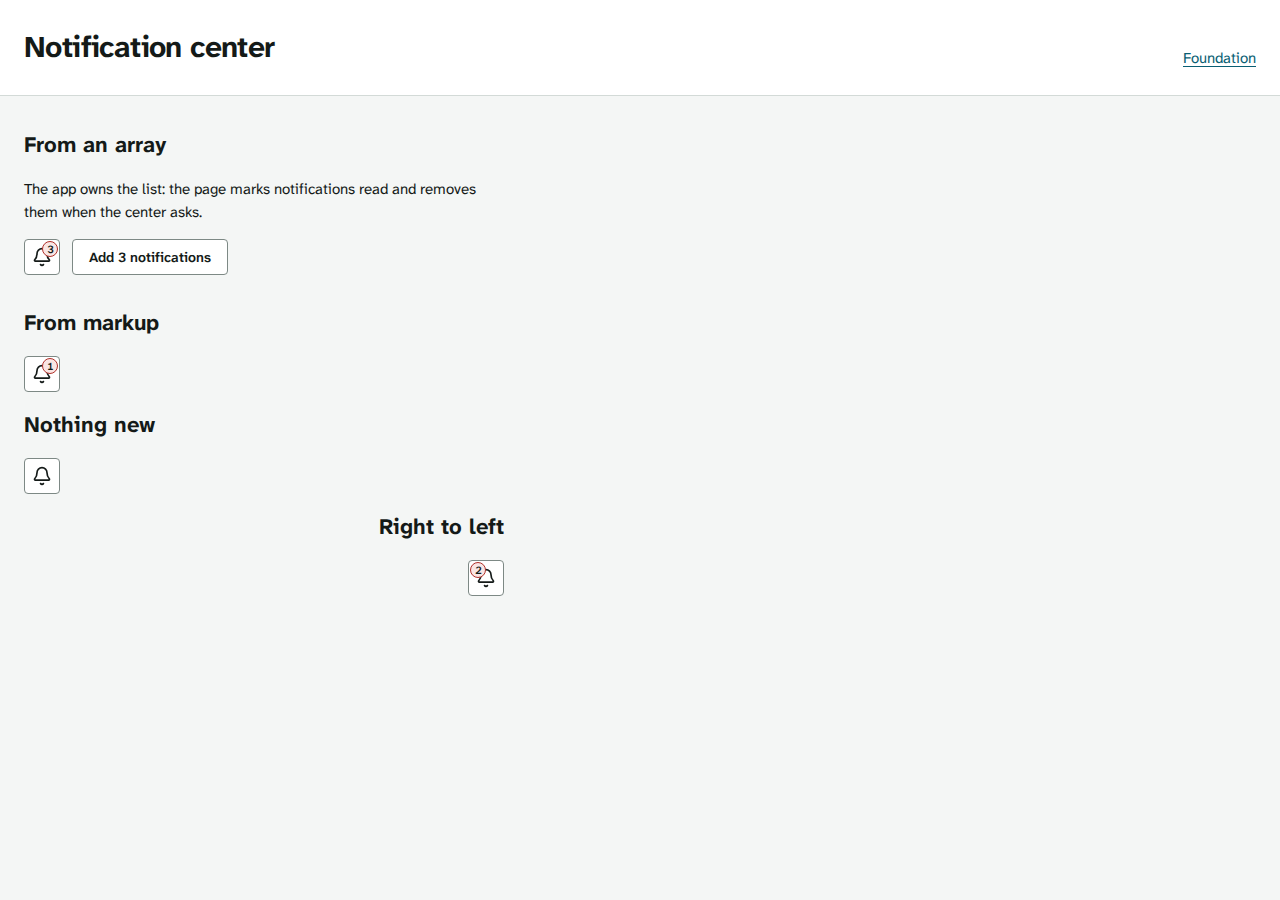 Notification center
Foundation
From an array
The app owns the list: the page marks notifications read and removes
them when the center asks.
3
Add 3 notifications
From markup
1
Nothing new
Right to left
2